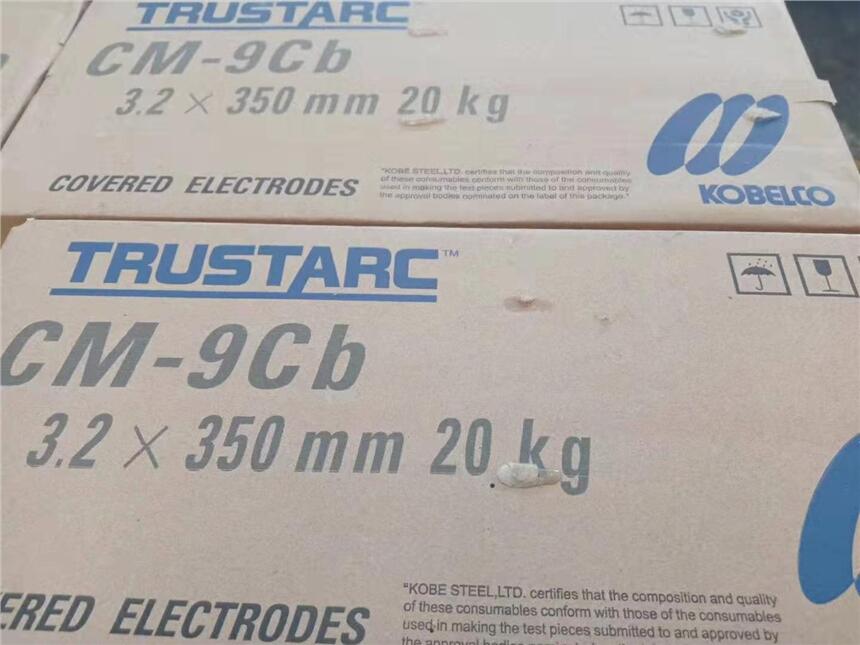 TRUSTARC
CM-9Cb
3.2 × 350 mm 20 kg
COVERED ELECTRODES
"KOBE STEEL,LTD. certifies that the composition and quality
of these consumables conform with those of the consumables
used in making the test pieces submitted to and approved by
the approval bodies nominated on the label of this package."
KOBELCO
TRUSTARC™
CM-9Cb
3.2 × 350 mm 20 kg
ERED ELECTRODES
"KOBE STEEL,LTD. certifies that the composition and quality
of these consumables conform with those of the consumables
used in making the test pieces submitted to and approved by
the approval